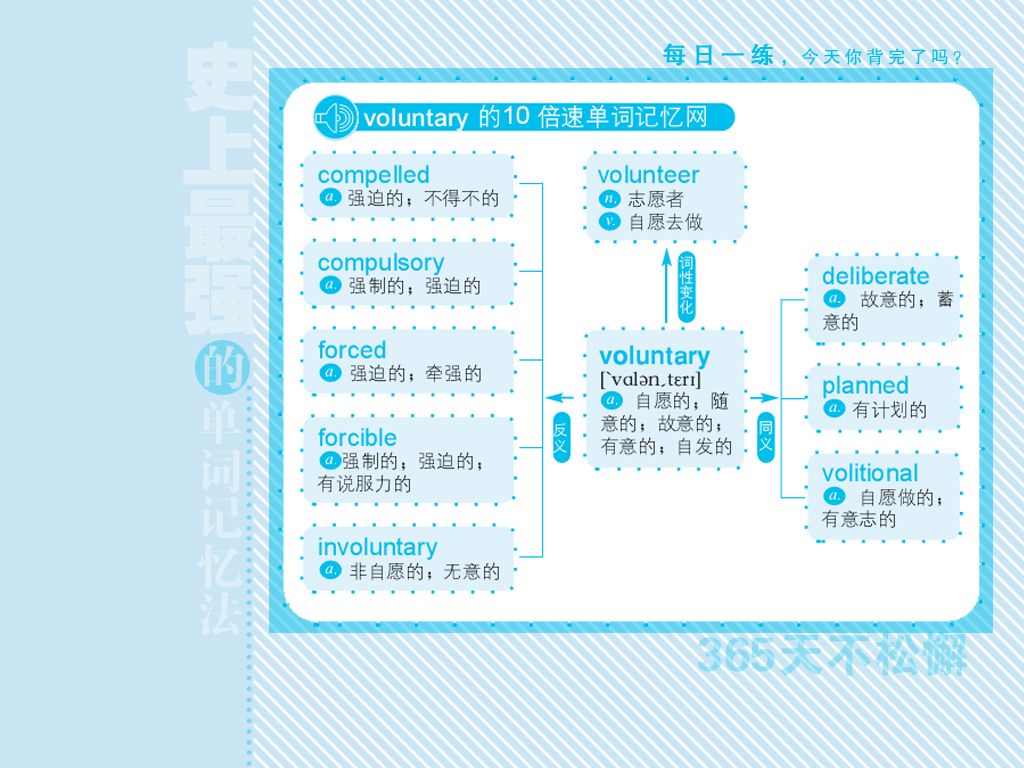 每日一练，今天你背完了吗?
史上最强的单词记忆法
voluntary 的10 倍速单词记忆网
compelled
a. 强迫的；不得不的
compulsory
a. 强制的；强迫的
forced
a. 强迫的；牵强的
forcible
a.强制的；强迫的；
有说服力的
involuntary
a. 非自愿的；无意的
反义
volunteer
n. 志愿者
v. 自愿去做
词性变化
voluntary
[ˋvɑlənˏtɛrɪ]
a. 自愿的；随
意的；故意的；
有意的；自发的
同义
deliberate
a. 故意的；蓄
意的
planned
a. 有计划的
volitional
a. 自愿做的；
有意志的
365天不松懈